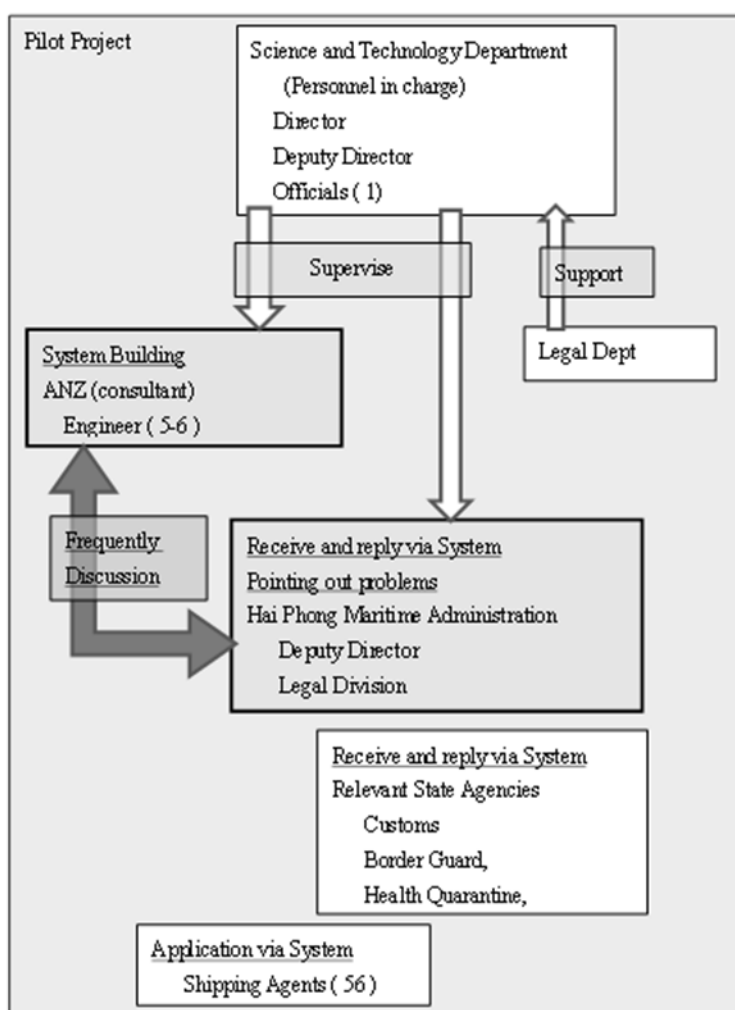 Pilot Project
Science and Technology Department
(Personnel in charge)
Director
Deputy Director
Officials ( 1)
Supervise
Support
Legal Dept
System Building
ANZ (consultant)
Engineer ( 5-6 )
Frequently
Discussion
Receive and reply via System
Pointing out problems
Hai Phong Maritime Administration
Deputy Director
Legal Division
Receive and reply via System
Relevant State Agencies
Customs
Border Guard,
Health Quarantine,
Application via System
Shipping Agents ( 56 )